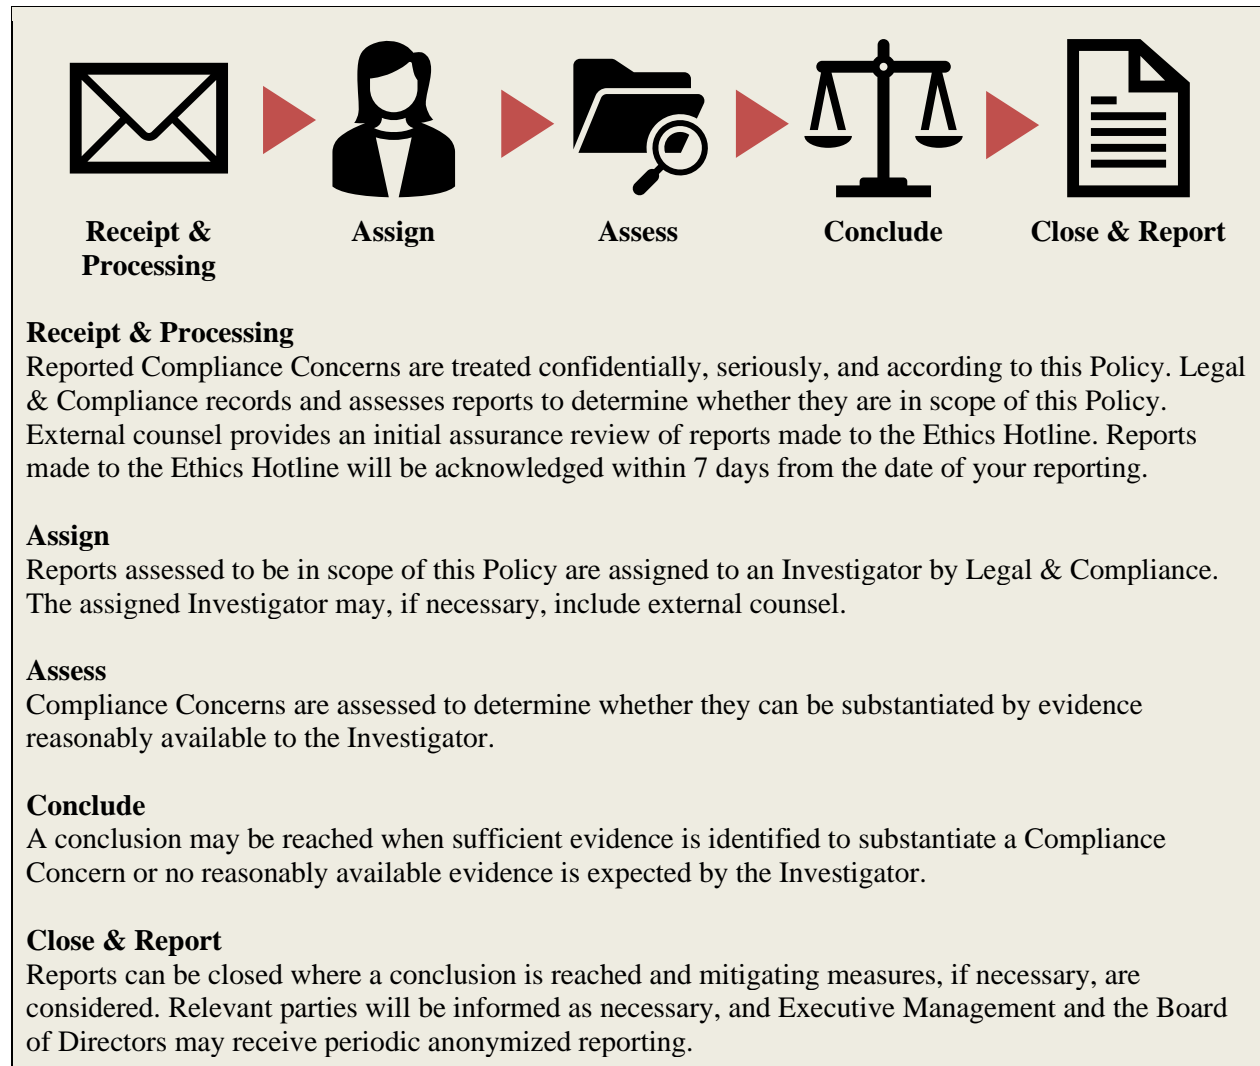 Receipt &
Processing
Assign
Assess
Conclude
Close & Report
Receipt & Processing
Reported Compliance Concerns are treated confidentially, seriously, and according to this Policy. Legal
& Compliance records and assesses reports to determine whether they are in scope of this Policy.
External counsel provides an initial assurance review of reports made to the Ethics Hotline. Reports
made to the Ethics Hotline will be acknowledged within 7 days from the date of your reporting.
Assign
Reports assessed to be in scope of this Policy are assigned to an Investigator by Legal & Compliance.
The assigned Investigator may, if necessary, include external counsel.
Assess
Compliance Concerns are assessed to determine whether they can be substantiated by evidence
reasonably available to the Investigator.
Conclude
A conclusion may be reached when sufficient evidence is identified to substantiate a Compliance
Concern or no reasonably available evidence is expected by the Investigator.
Close & Report
Reports can be closed where a conclusion is reached and mitigating measures, if necessary, are
considered. Relevant parties will be informed as necessary, and Executive Management and the Board
of Directors may receive periodic anonymized reporting.